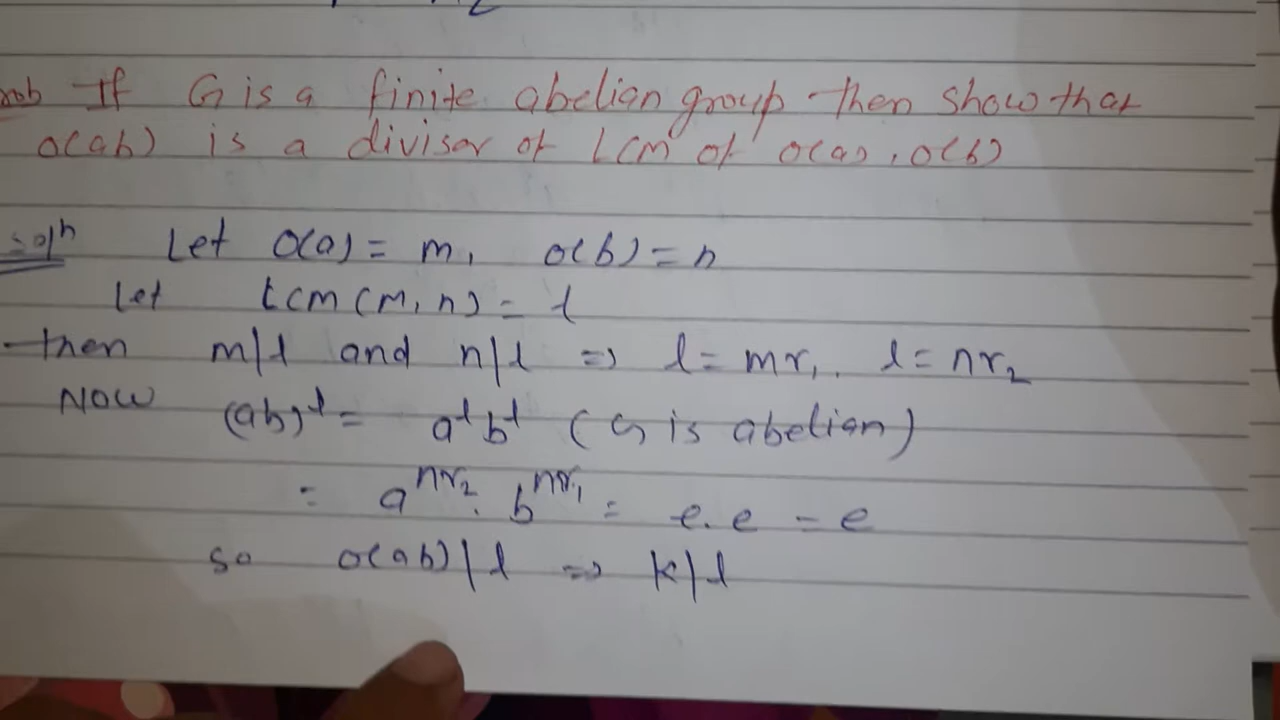 If G is a finite abelian group then show that
o(ab) is a divisor of LCM of o(a), o(b)
Soln Let o(a) = m, o(b) = n
Let LCM (m, n) = l
then m/l and n/l => l = mr₁. l = nr₂
Now (ab)^l = a^l b^l (G is abelian)
= a^nr₂ . b^nr₁ = e.e = e
so o(ab)|l => k|l